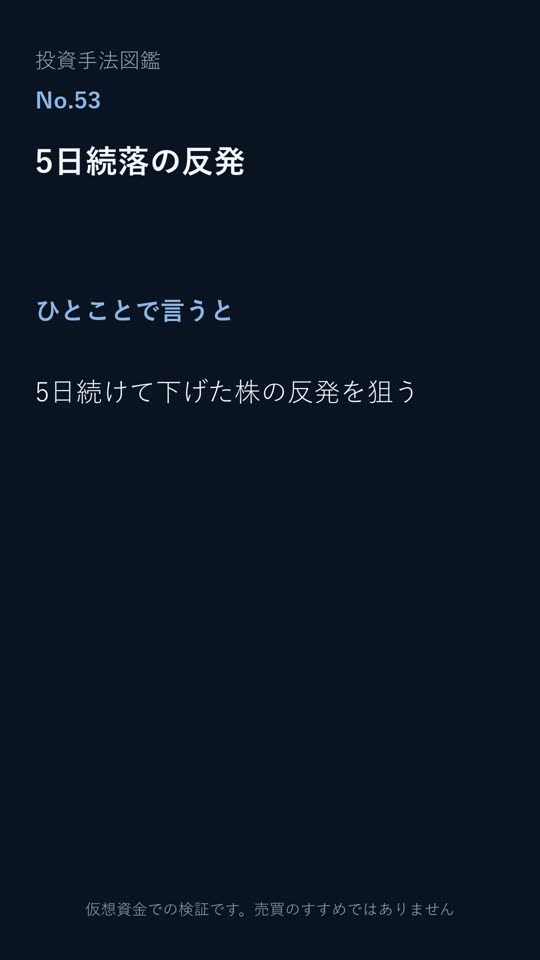 投資手法図鑑
No.53
5日続落の反発
ひとことで言うと
5日続けて下げた株の反発を狙う
仮想資金での検証です。売買のすすめではありません